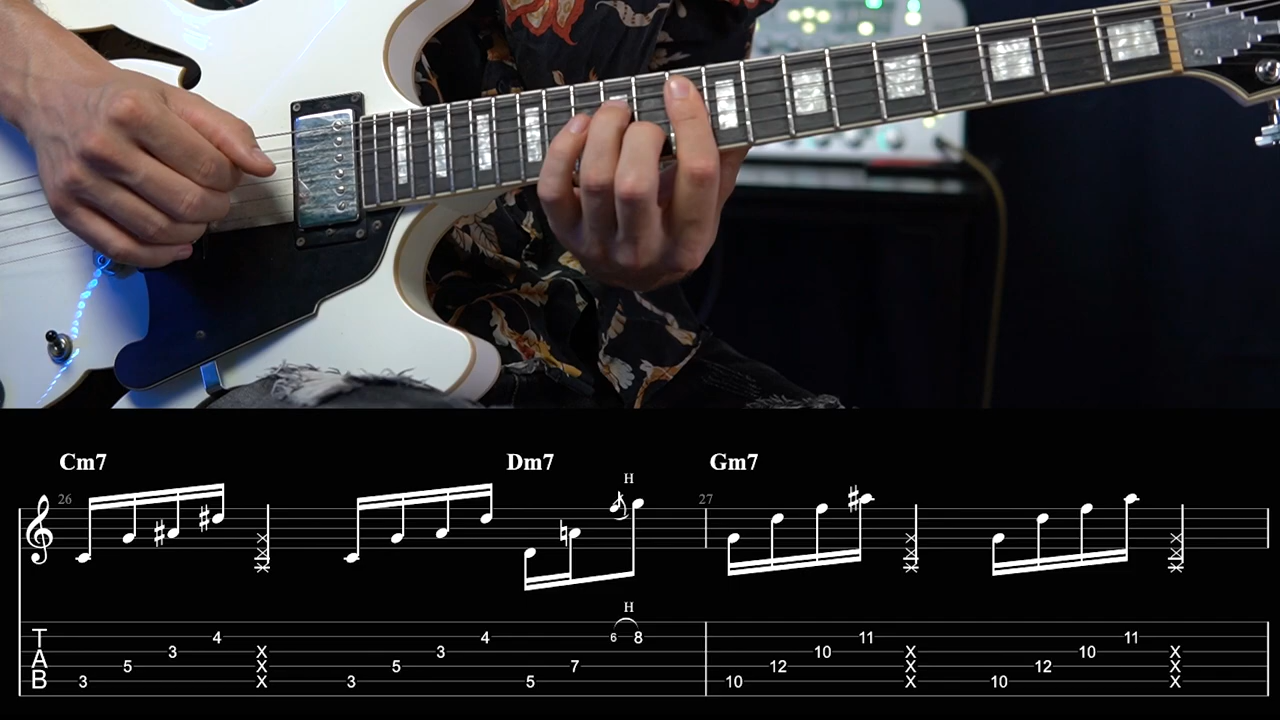 Cm7 Dm7 Gm7
H
26 27
H
T 4 4 6 8 11 11
A 3 X 3 10 X 10 X
5 X 5 7 12 X 12 X
B 3 X 3 5 10 X 10 X